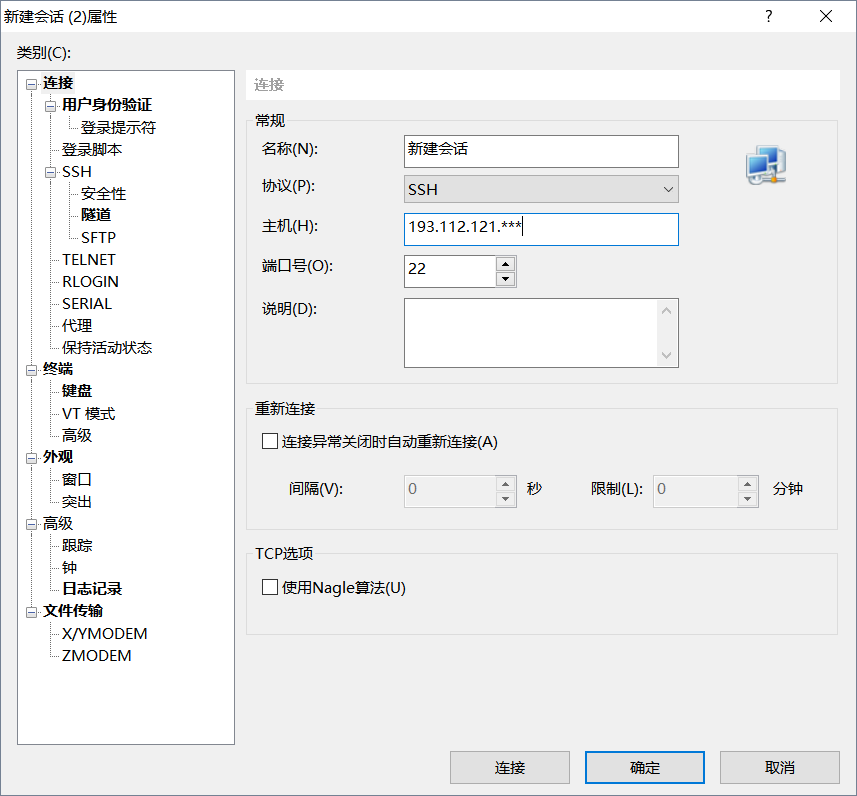 新建会话 (2)属性
?
类别(C):
连接
用户身份验证
登录提示符
登录脚本
SSH
安全性
隧道
SFTP
TELNET
RLOGIN
SERIAL
代理
保持活动状态
终端
键盘
VT 模式
高级
外观
窗口
突出
高级
跟踪
钟
日志记录
文件传输
X/YMODEM
ZMODEM
连接
常规
名称(N): 新建会话
协议(P): SSH
主机(H): 193.112.121.***
端口号(O): 22
说明(D):
重新连接
连接异常关闭时自动重新连接(A)
间隔(V): 0 秒 限制(L): 0 分钟
TCP选项
使用Nagle算法(U)
连接 确定 取消